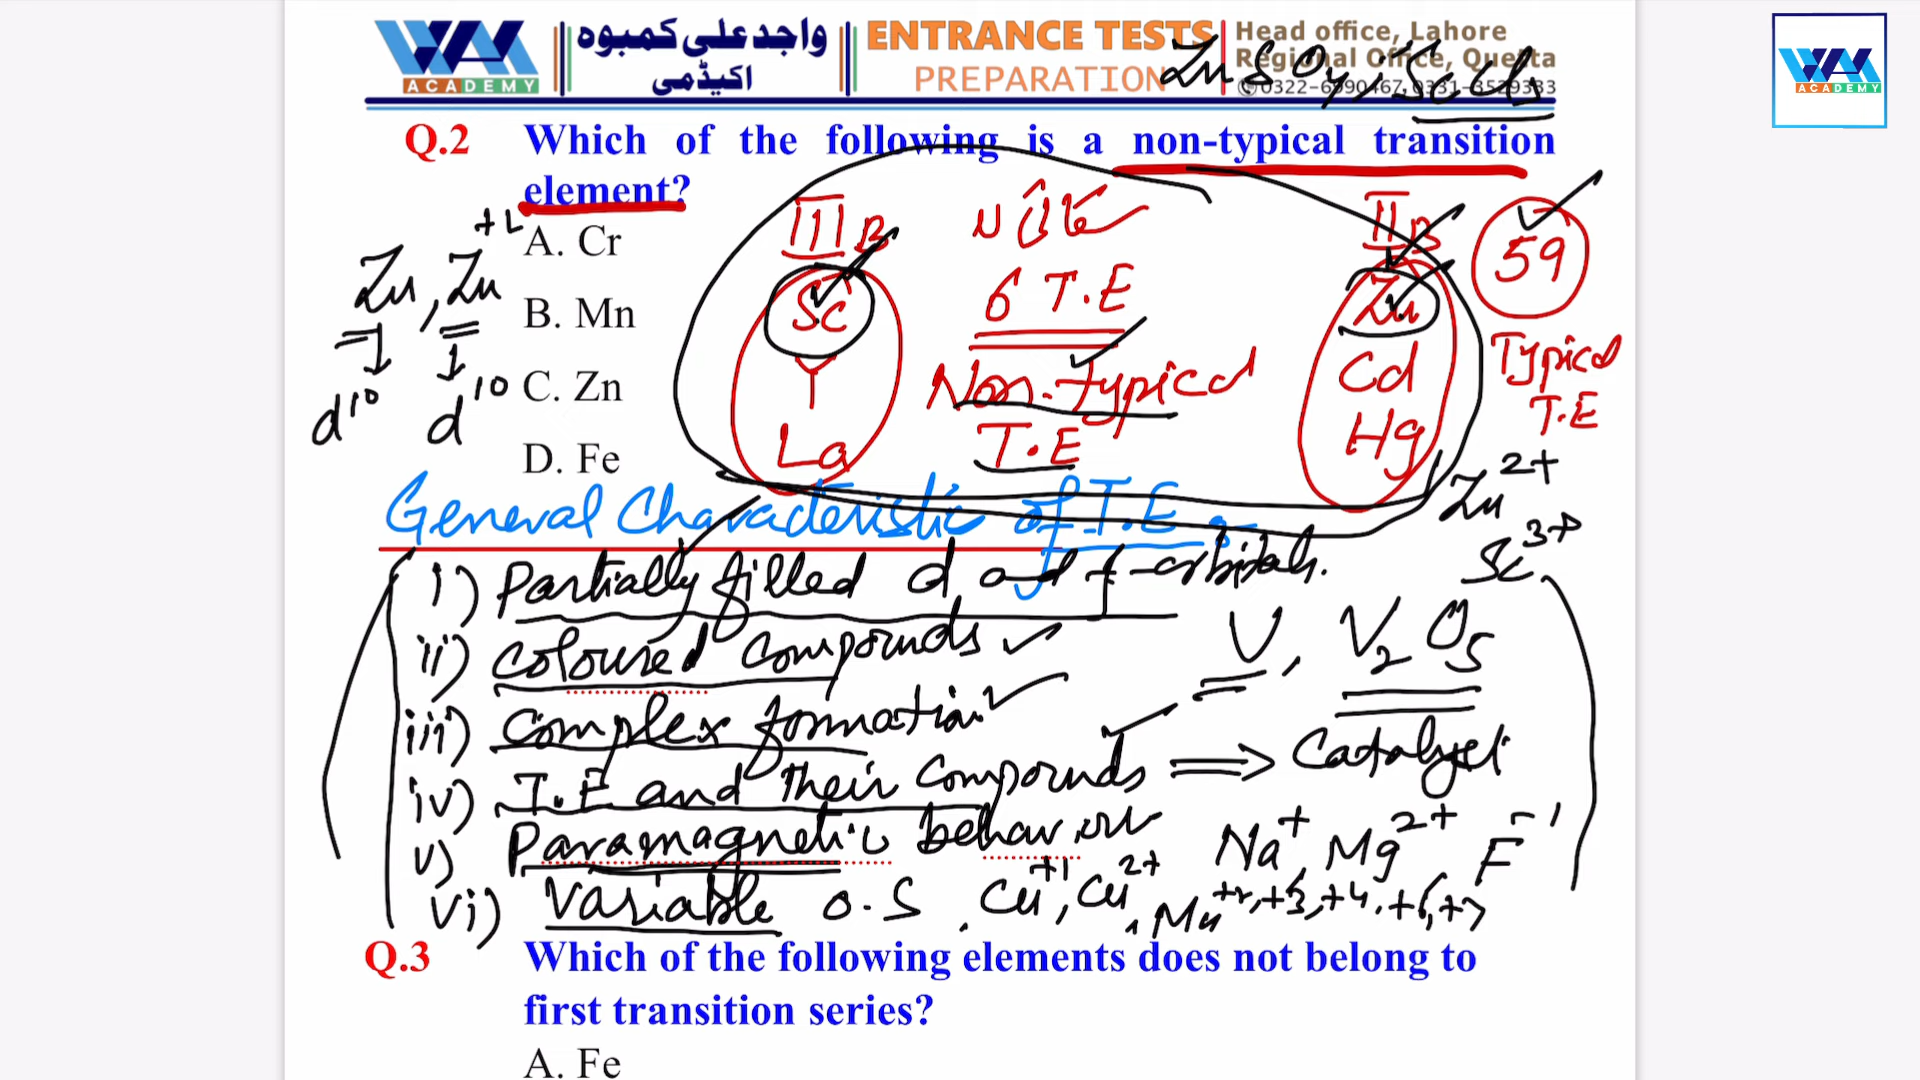 WAK ACADEMY
واجد علی کمبوہ
اکیڈمی
ENTRANCE TESTS
PREPARATION
Head office, Lahore
Regional Office, Quetta
WAK ACADEMY
Q.2 Which of the following is a non-typical transition
element?
A. Cr
B. Mn
C. Zn
D. Fe
Zn, Zn+2
d10 d10
III B
Sc
Y
La
6 T.E
Non-typical
T.E
II B
Zn
Cd
Hg
59
Typical
T.E
Zn2+
Sc3+
General Characteristic of T.E
i) Partially filled d and f-orbitals.
ii) coloured compounds
V, V2O5
iii) complex formation
iv) T.E and their compounds ⟹ Catalyst
v) Paramagnetic behaviour
Na+, Mg2+ F-1
vi) Variable O.S Cu+1, Cu2+, Mn+2,+3,+4,+6,+7
Q.3 Which of the following elements does not belong to
first transition series?
A. Fe